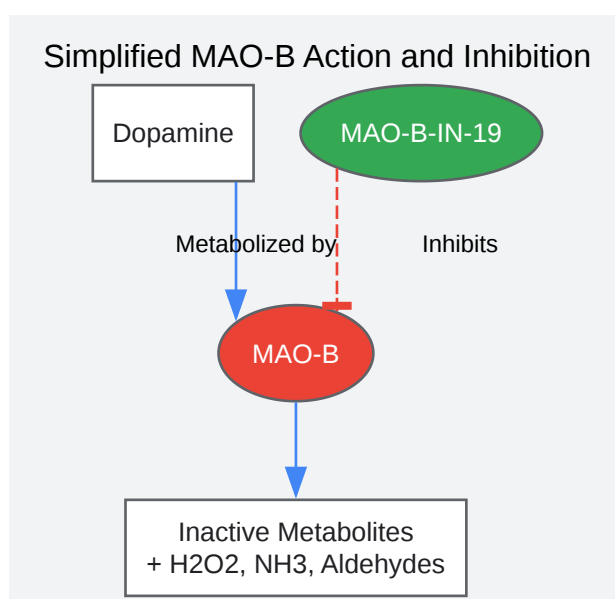 Simplified MAO-B Action and Inhibition
Dopamine
MAO-B-IN-19
Metabolized by
Inhibits
MAO-B
Inactive Metabolites
+ H2O2, NH3, Aldehydes